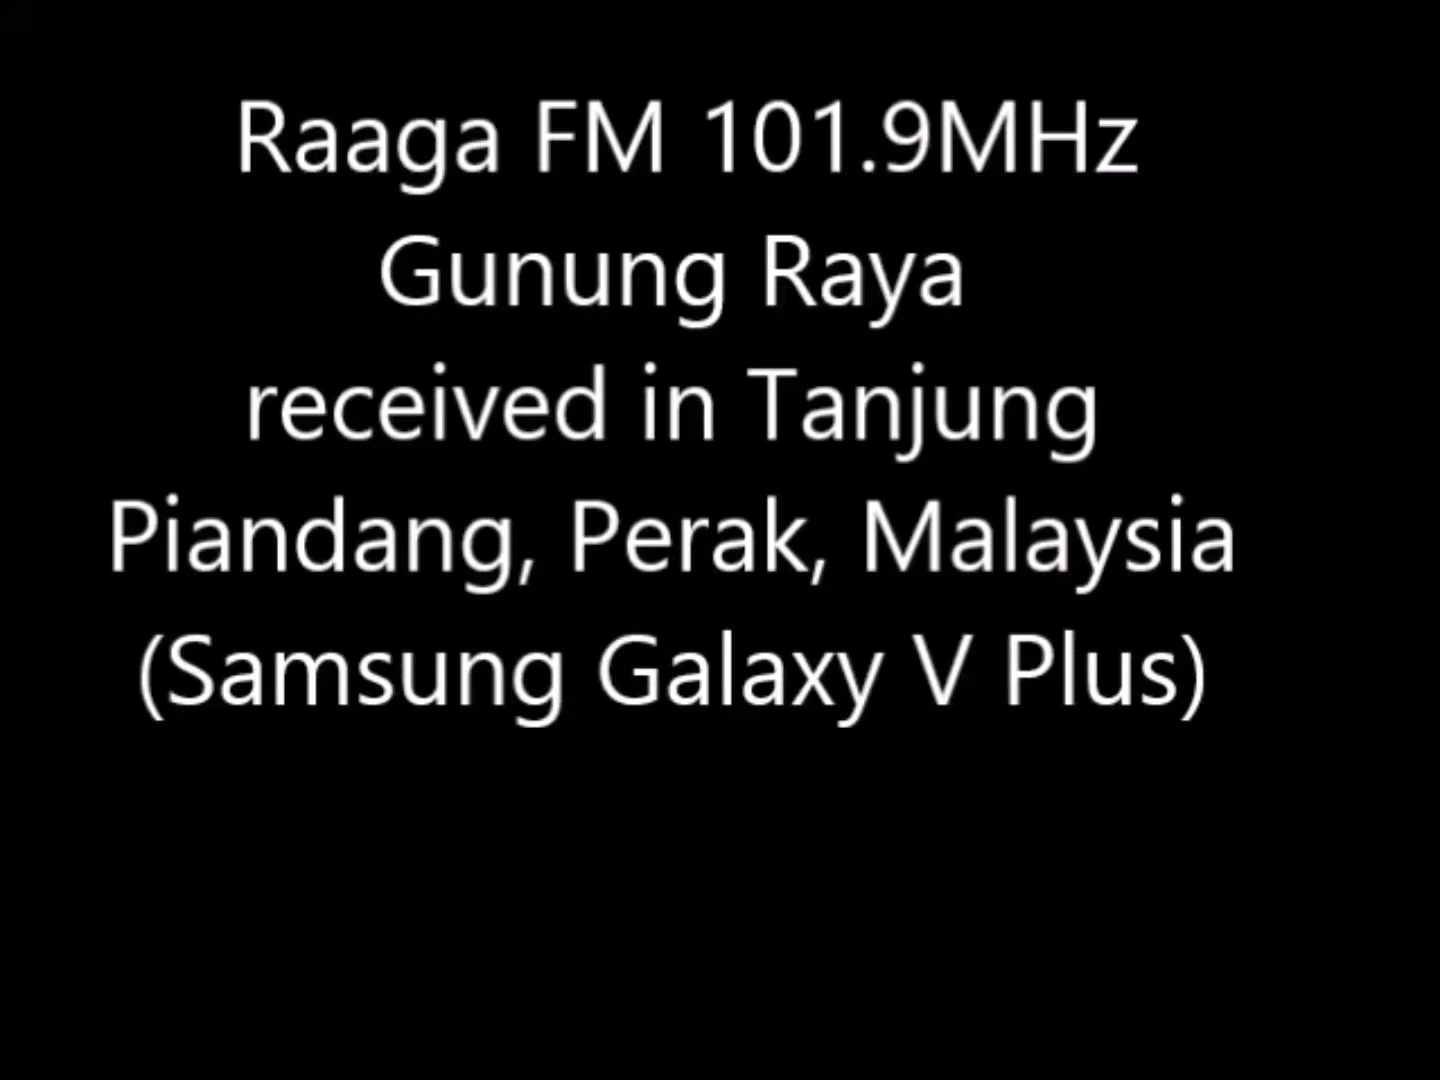 Raaga FM 101.9MHz
Gunung Raya
received in Tanjung
Piandang, Perak, Malaysia
(Samsung Galaxy V Plus)